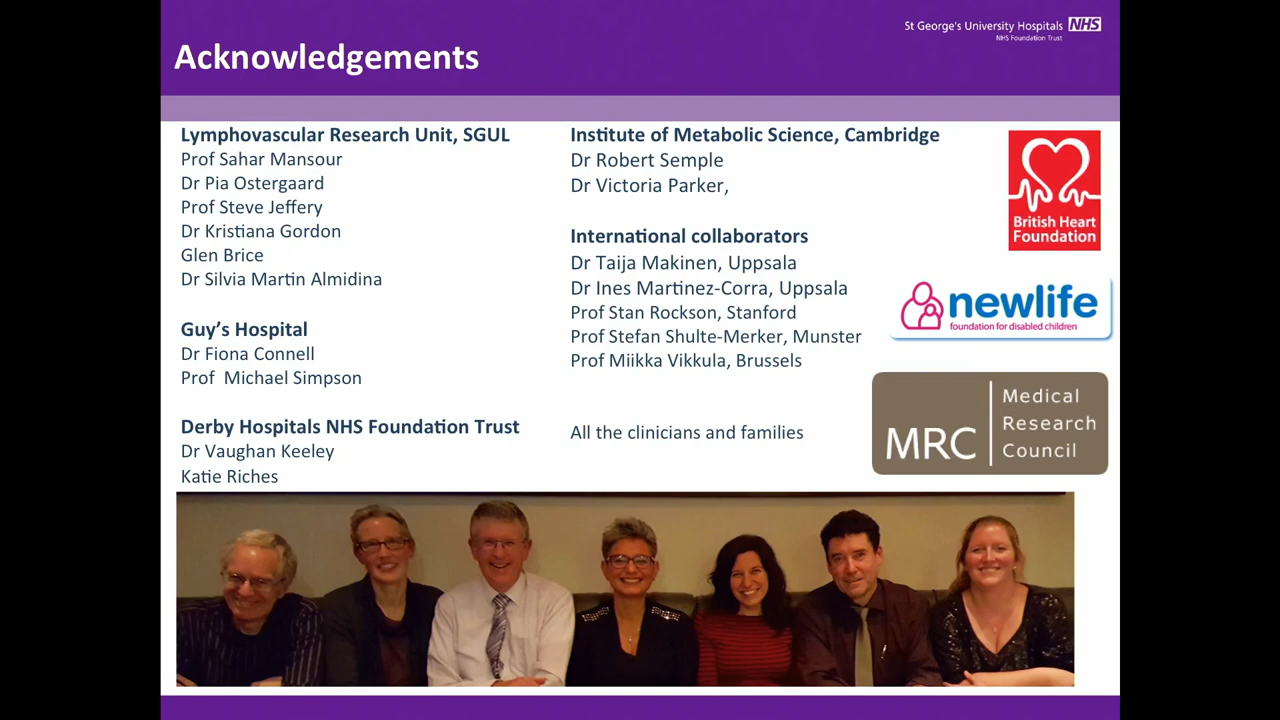 St George's University Hospitals NHS
NHS Foundation Trust
Acknowledgements
Lymphovascular Research Unit, SGUL
Prof Sahar Mansour
Dr Pia Ostergaard
Prof Steve Jeffery
Dr Kristiana Gordon
Glen Brice
Dr Silvia Martin Almidina
Guy's Hospital
Dr Fiona Connell
Prof Michael Simpson
Derby Hospitals NHS Foundation Trust
Dr Vaughan Keeley
Katie Riches
Institute of Metabolic Science, Cambridge
Dr Robert Semple
Dr Victoria Parker,
International collaborators
Dr Taija Makinen, Uppsala
Dr Ines Martinez-Corra, Uppsala
Prof Stan Rockson, Stanford
Prof Stefan Shulte-Merker, Munster
Prof Miikka Vikkula, Brussels
All the clinicians and families
British Heart
Foundation
newlife
foundation for disabled children
MRC
Medical
Research
Council